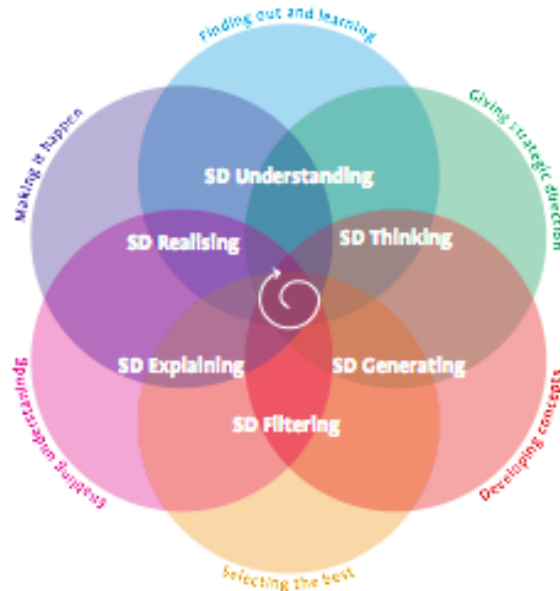 Finding out and learning
Giving strategic direction
Making is happen
SD Understanding
SD Realising
SD Thinking
SD Explaining
SD Generating
SD Filtering
Enabling understanding
Developing concepts
Selecting the best